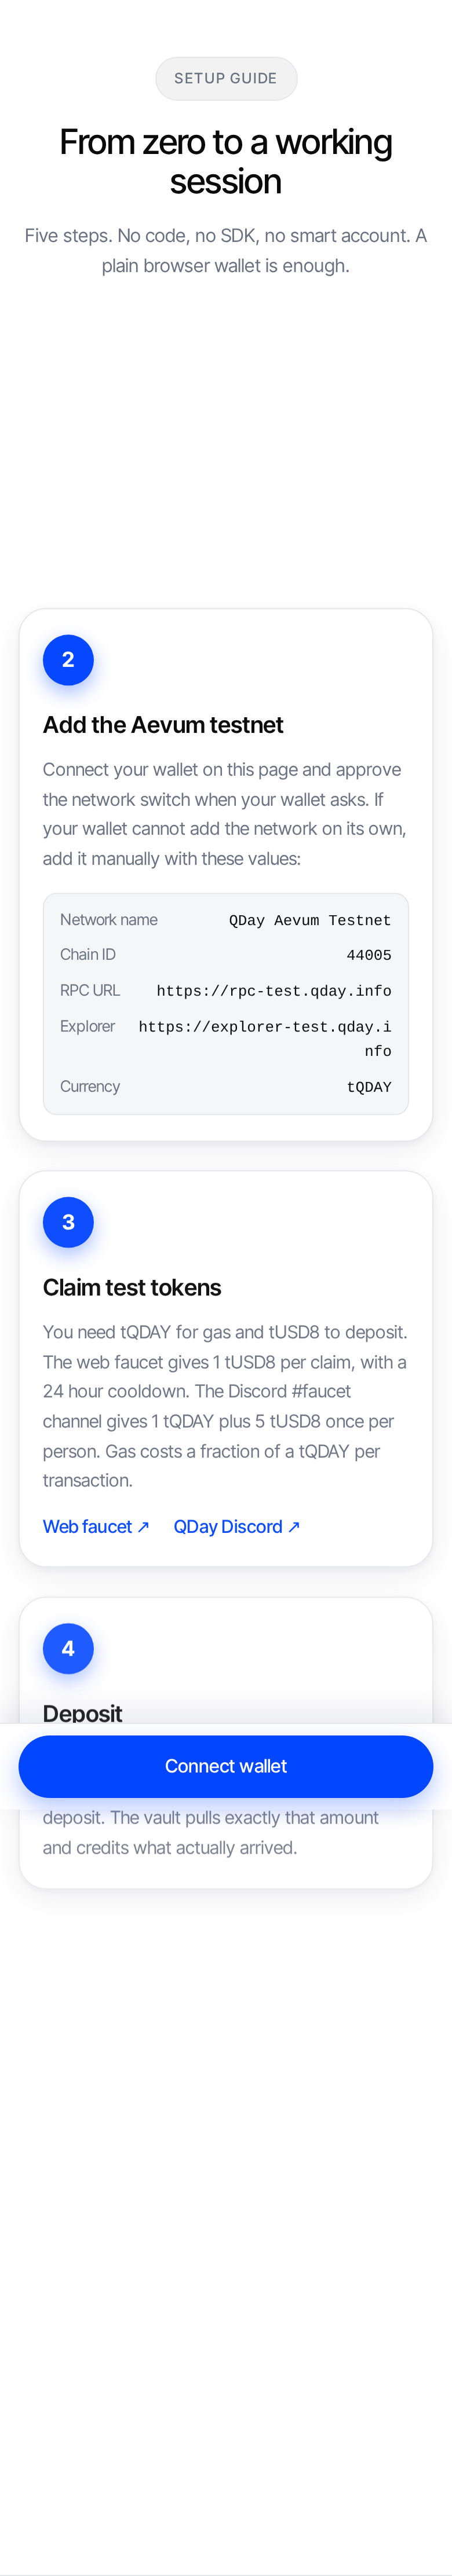 SETUP GUIDE
From zero to a working
session
Five steps. No code, no SDK, no smart account. A
plain browser wallet is enough.
2
Add the Aevum testnet
Connect your wallet on this page and approve
the network switch when your wallet asks. If
your wallet cannot add the network on its own,
add it manually with these values:
Network name QDay Aevum Testnet
Chain ID 44005
RPC URL https://rpc-test.qday.info
Explorer https://explorer-test.qday.i
nfo
Currency tQDAY
3
Claim test tokens
You need tQDAY for gas and tUSD8 to deposit.
The web faucet gives 1 tUSD8 per claim, with a
24 hour cooldown. The Discord #faucet
channel gives 1 tQDAY plus 5 tUSD8 once per
person. Gas costs a fraction of a tQDAY per
transaction.
Web faucet ↗ QDay Discord ↗
4
Deposit
Connect wallet
deposit. The vault pulls exactly that amount
and credits what actually arrived.